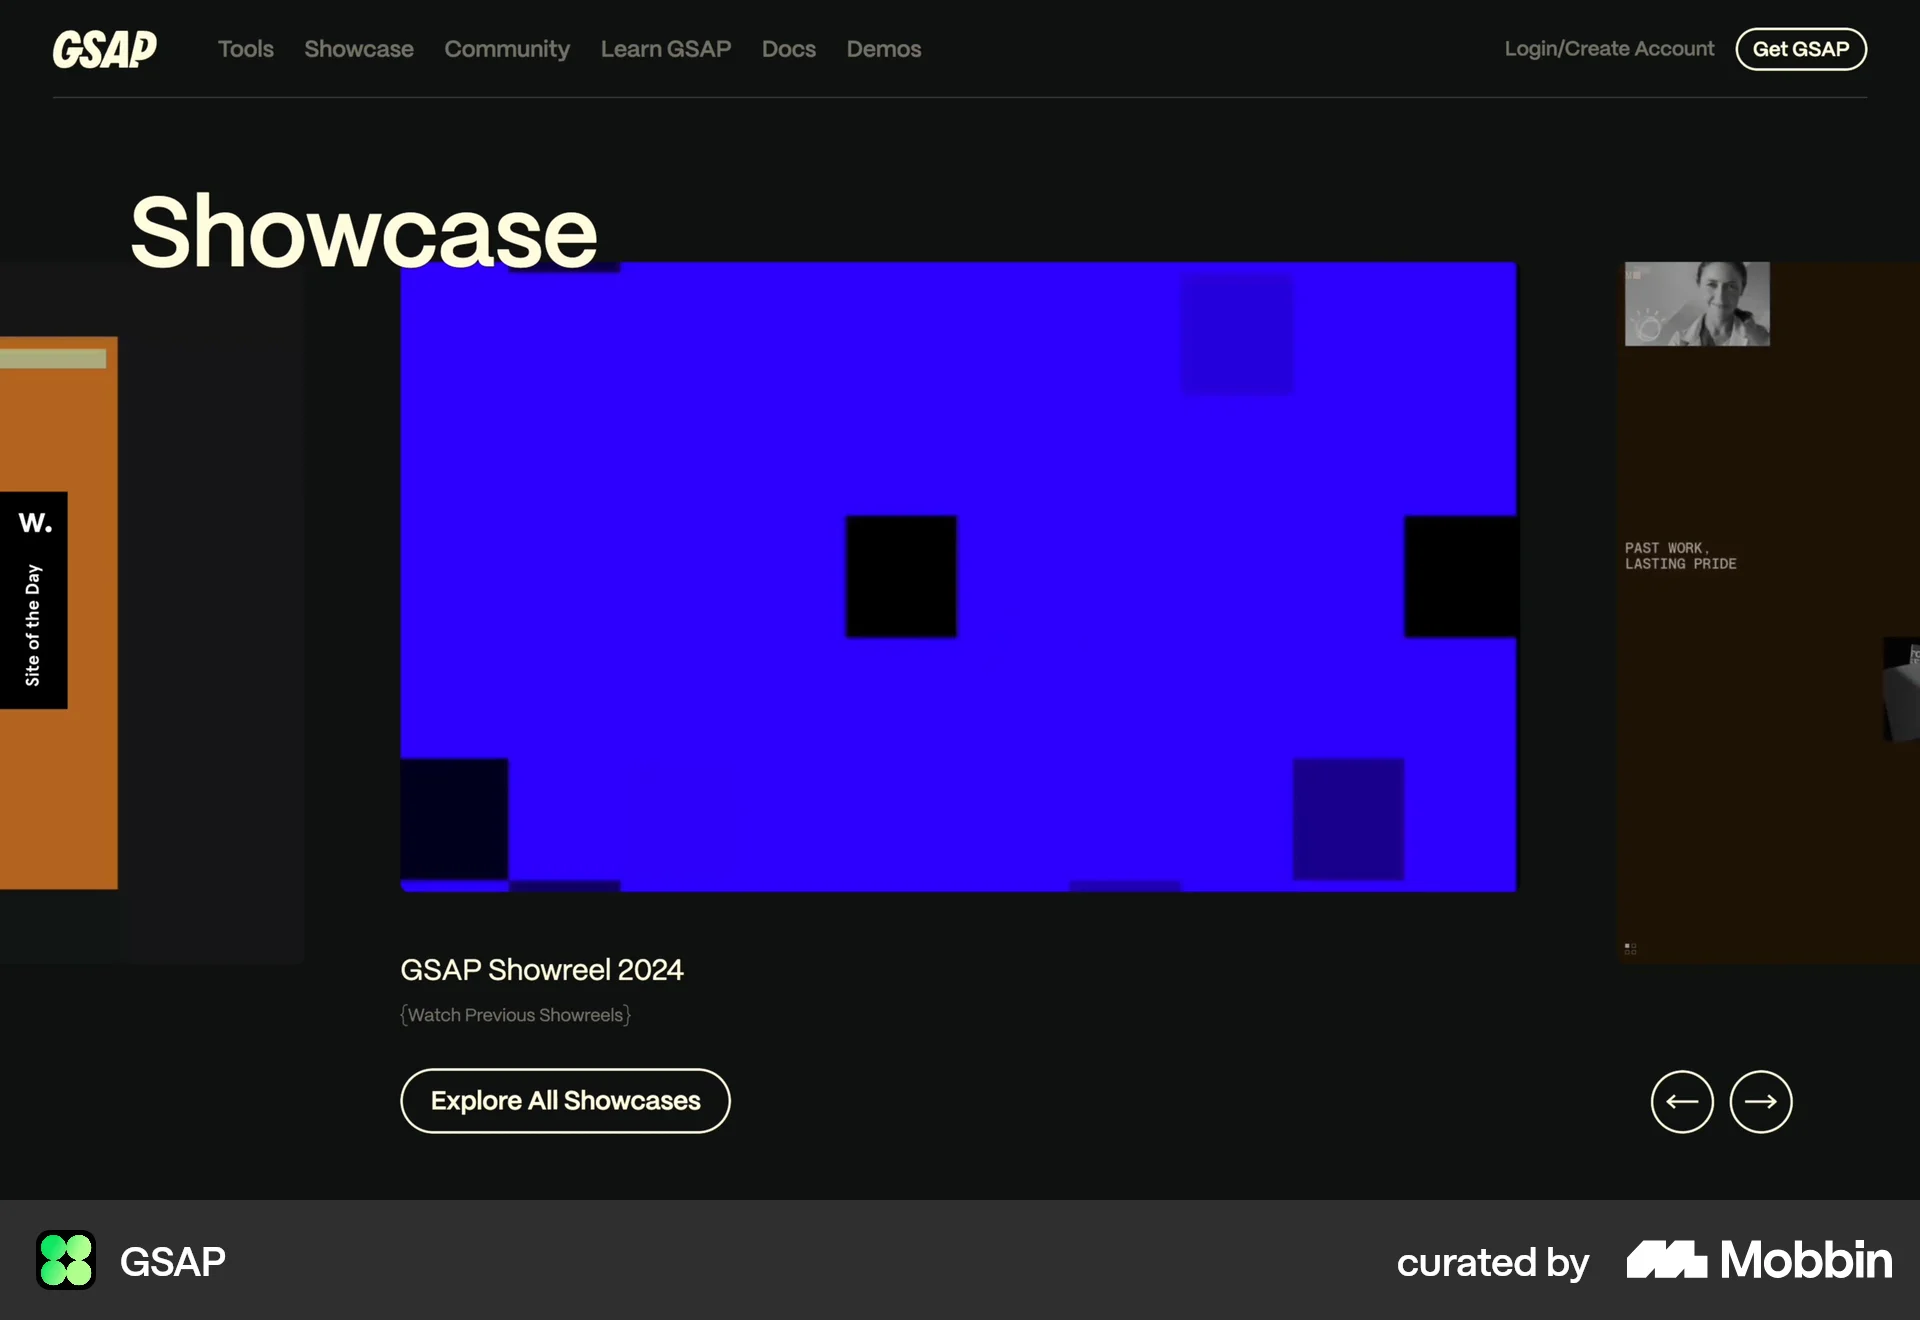 GSAP
Tools
Showcase
Community
Learn GSAP
Docs
Demos
Login/Create Account
Get GSAP
Showcase
W.
Site of the Day
PAST WORK,
LASTING PRIDE
GSAP Showreel 2024
{Watch Previous Showreels}
Explore All Showcases
GSAP
curated by
Mobbin